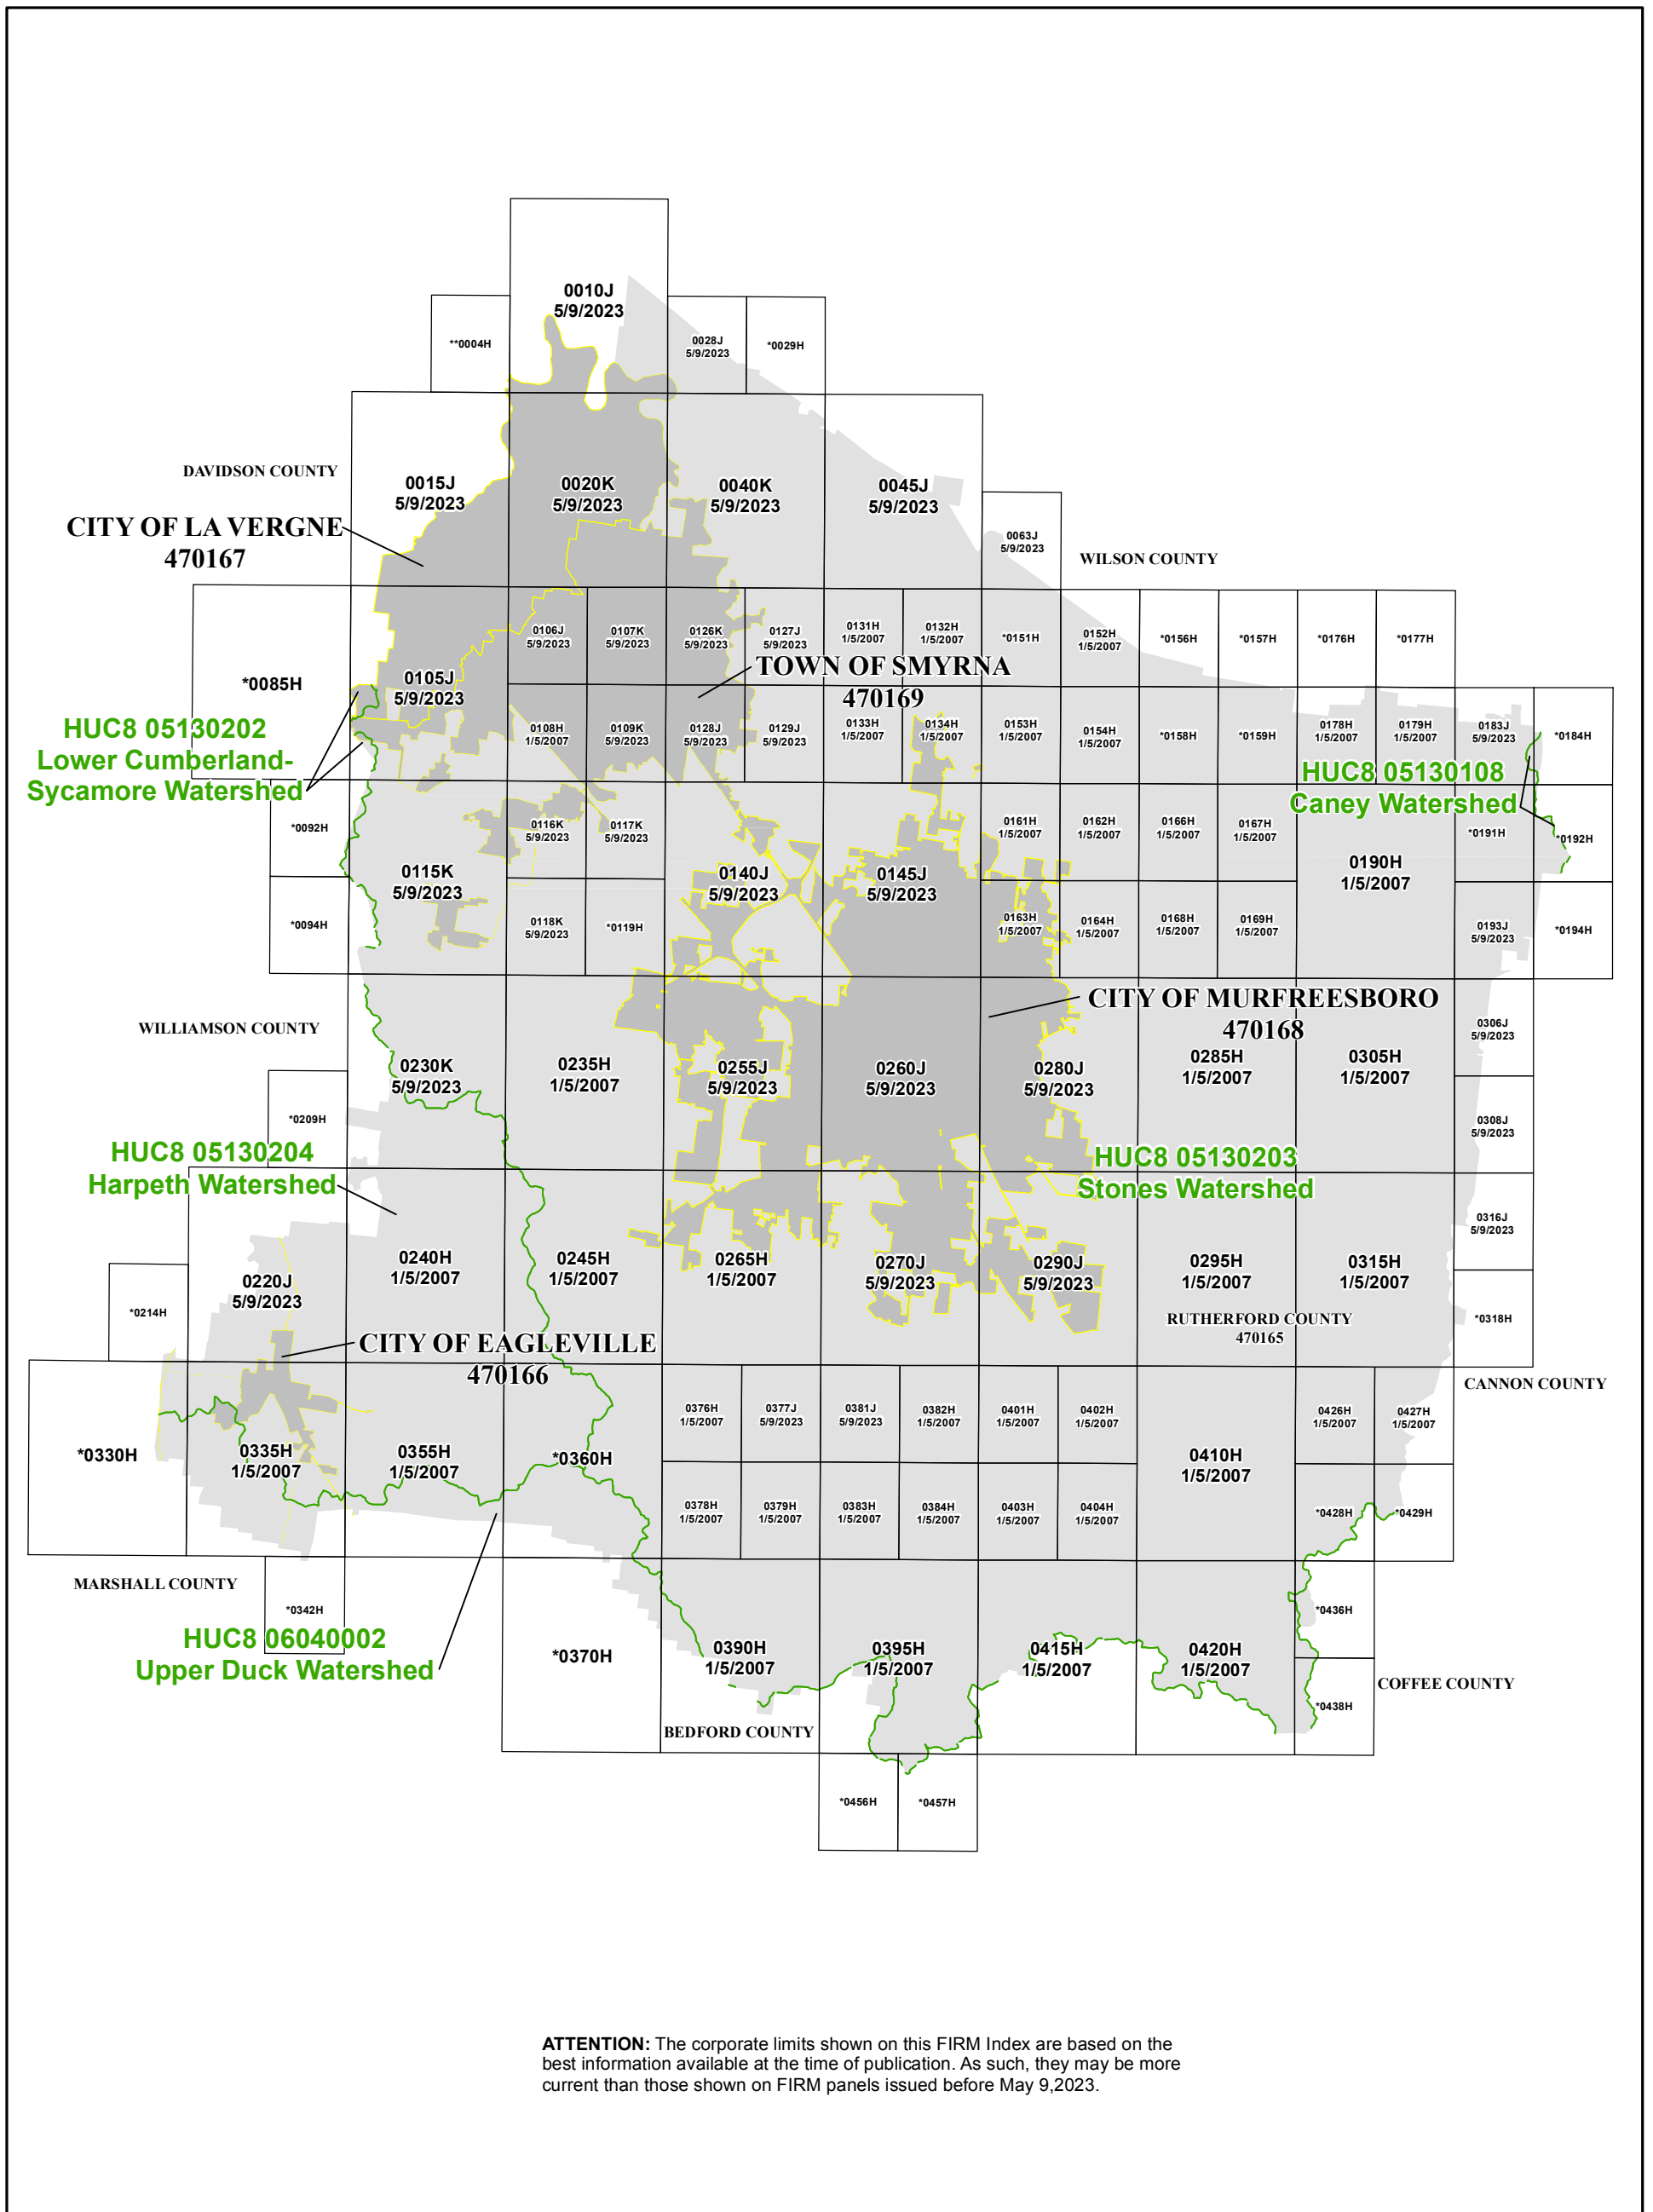 0010J
5/9/2023
**0004H
0028J
5/9/2023
*0029H
DAVIDSON COUNTY
0015J
5/9/2023
0020K
5/9/2023
0040K
5/9/2023
0045J
5/9/2023
CITY OF LA VERGNE
470167
0063J
5/9/2023
WILSON COUNTY
*0085H
0105J
5/9/2023
0106J
5/9/2023
0107K
5/9/2023
0126K
5/9/2023
0127J
5/9/2023
0131H
1/5/2007
0132H
1/5/2007
*0151H
0152H
1/5/2007
*0156H
*0157H
*0176H
*0177H
TOWN OF SMYRNA
470169
HUC8 05130202
Lower Cumberland-
Sycamore Watershed
0108H
1/5/2007
0109K
5/9/2023
0128J
5/9/2023
0129J
5/9/2023
0133H
1/5/2007
0134H
1/5/2007
0153H
1/5/2007
0154H
1/5/2007
*0158H
*0159H
0178H
1/5/2007
0179H
1/5/2007
0183J
5/9/2023
*0184H
HUC8 05130108
Caney Watershed
*0092H
0115K
5/9/2023
0116K
5/9/2023
0117K
5/9/2023
0140J
5/9/2023
0145J
5/9/2023
0161H
1/5/2007
0162H
1/5/2007
0166H
1/5/2007
0167H
1/5/2007
0190H
1/5/2007
*0191H
*0192H
*0094H
0118K
5/9/2023
*0119H
0163H
1/5/2007
0164H
1/5/2007
0168H
1/5/2007
0169H
1/5/2007
0193J
5/9/2023
*0194H
CITY OF MURFREESBORO
470168
WILLIAMSON COUNTY
0230K
5/9/2023
0235H
1/5/2007
0255J
5/9/2023
0260J
5/9/2023
0280J
5/9/2023
0285H
1/5/2007
0305H
1/5/2007
0306J
5/9/2023
*0209H
0308J
5/9/2023
HUC8 05130204
Harpeth Watershed
HUC8 05130203
Stones Watershed
0316J
5/9/2023
*0214H
0220J
5/9/2023
0240H
1/5/2007
0245H
1/5/2007
0265H
1/5/2007
0270J
5/9/2023
0290J
5/9/2023
0295H
1/5/2007
0315H
1/5/2007
RUTHERFORD COUNTY
470165
*0318H
CITY OF EAGLEVILLE
470166
CANNON COUNTY
*0330H
0335H
1/5/2007
0355H
1/5/2007
*0360H
0376H
1/5/2007
0377J
5/9/2023
0381J
5/9/2023
0382H
1/5/2007
0401H
1/5/2007
0402H
1/5/2007
0410H
1/5/2007
0426H
1/5/2007
0427H
1/5/2007
0378H
1/5/2007
0379H
1/5/2007
0383H
1/5/2007
0384H
1/5/2007
0403H
1/5/2007
0404H
1/5/2007
*0428H
*0429H
MARSHALL COUNTY
*0342H
HUC8 06040002
Upper Duck Watershed
*0370H
0390H
1/5/2007
0395H
1/5/2007
0415H
1/5/2007
0420H
1/5/2007
*0436H
*0438H
COFFEE COUNTY
BEDFORD COUNTY
*0456H
*0457H
ATTENTION: The corporate limits shown on this FIRM Index are based on the
best information available at the time of publication. As such, they may be more
current than those shown on FIRM panels issued before May 9,2023.